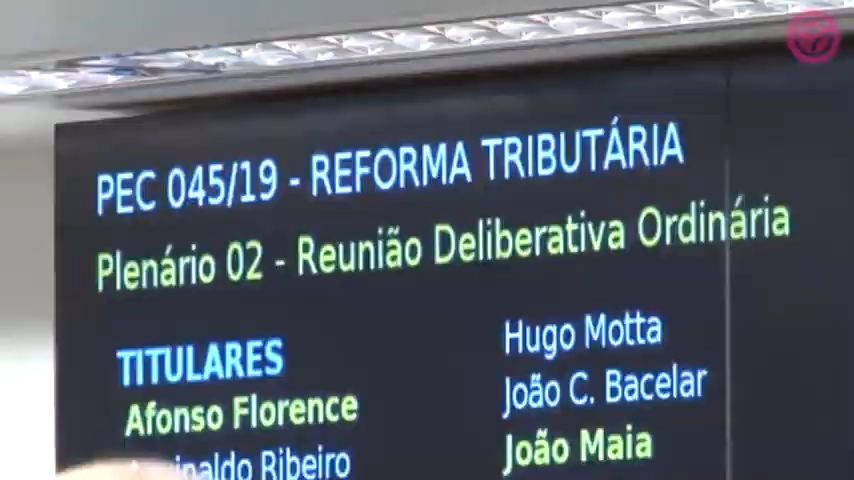 PEC 045/19 - REFORMA TRIBUTÁRIA
Plenário 02 - Reunião Deliberativa Ordinária
TITULARES
Afonso Florence
Ribeiro
Hugo Motta
João C. Bacelar
João Maia